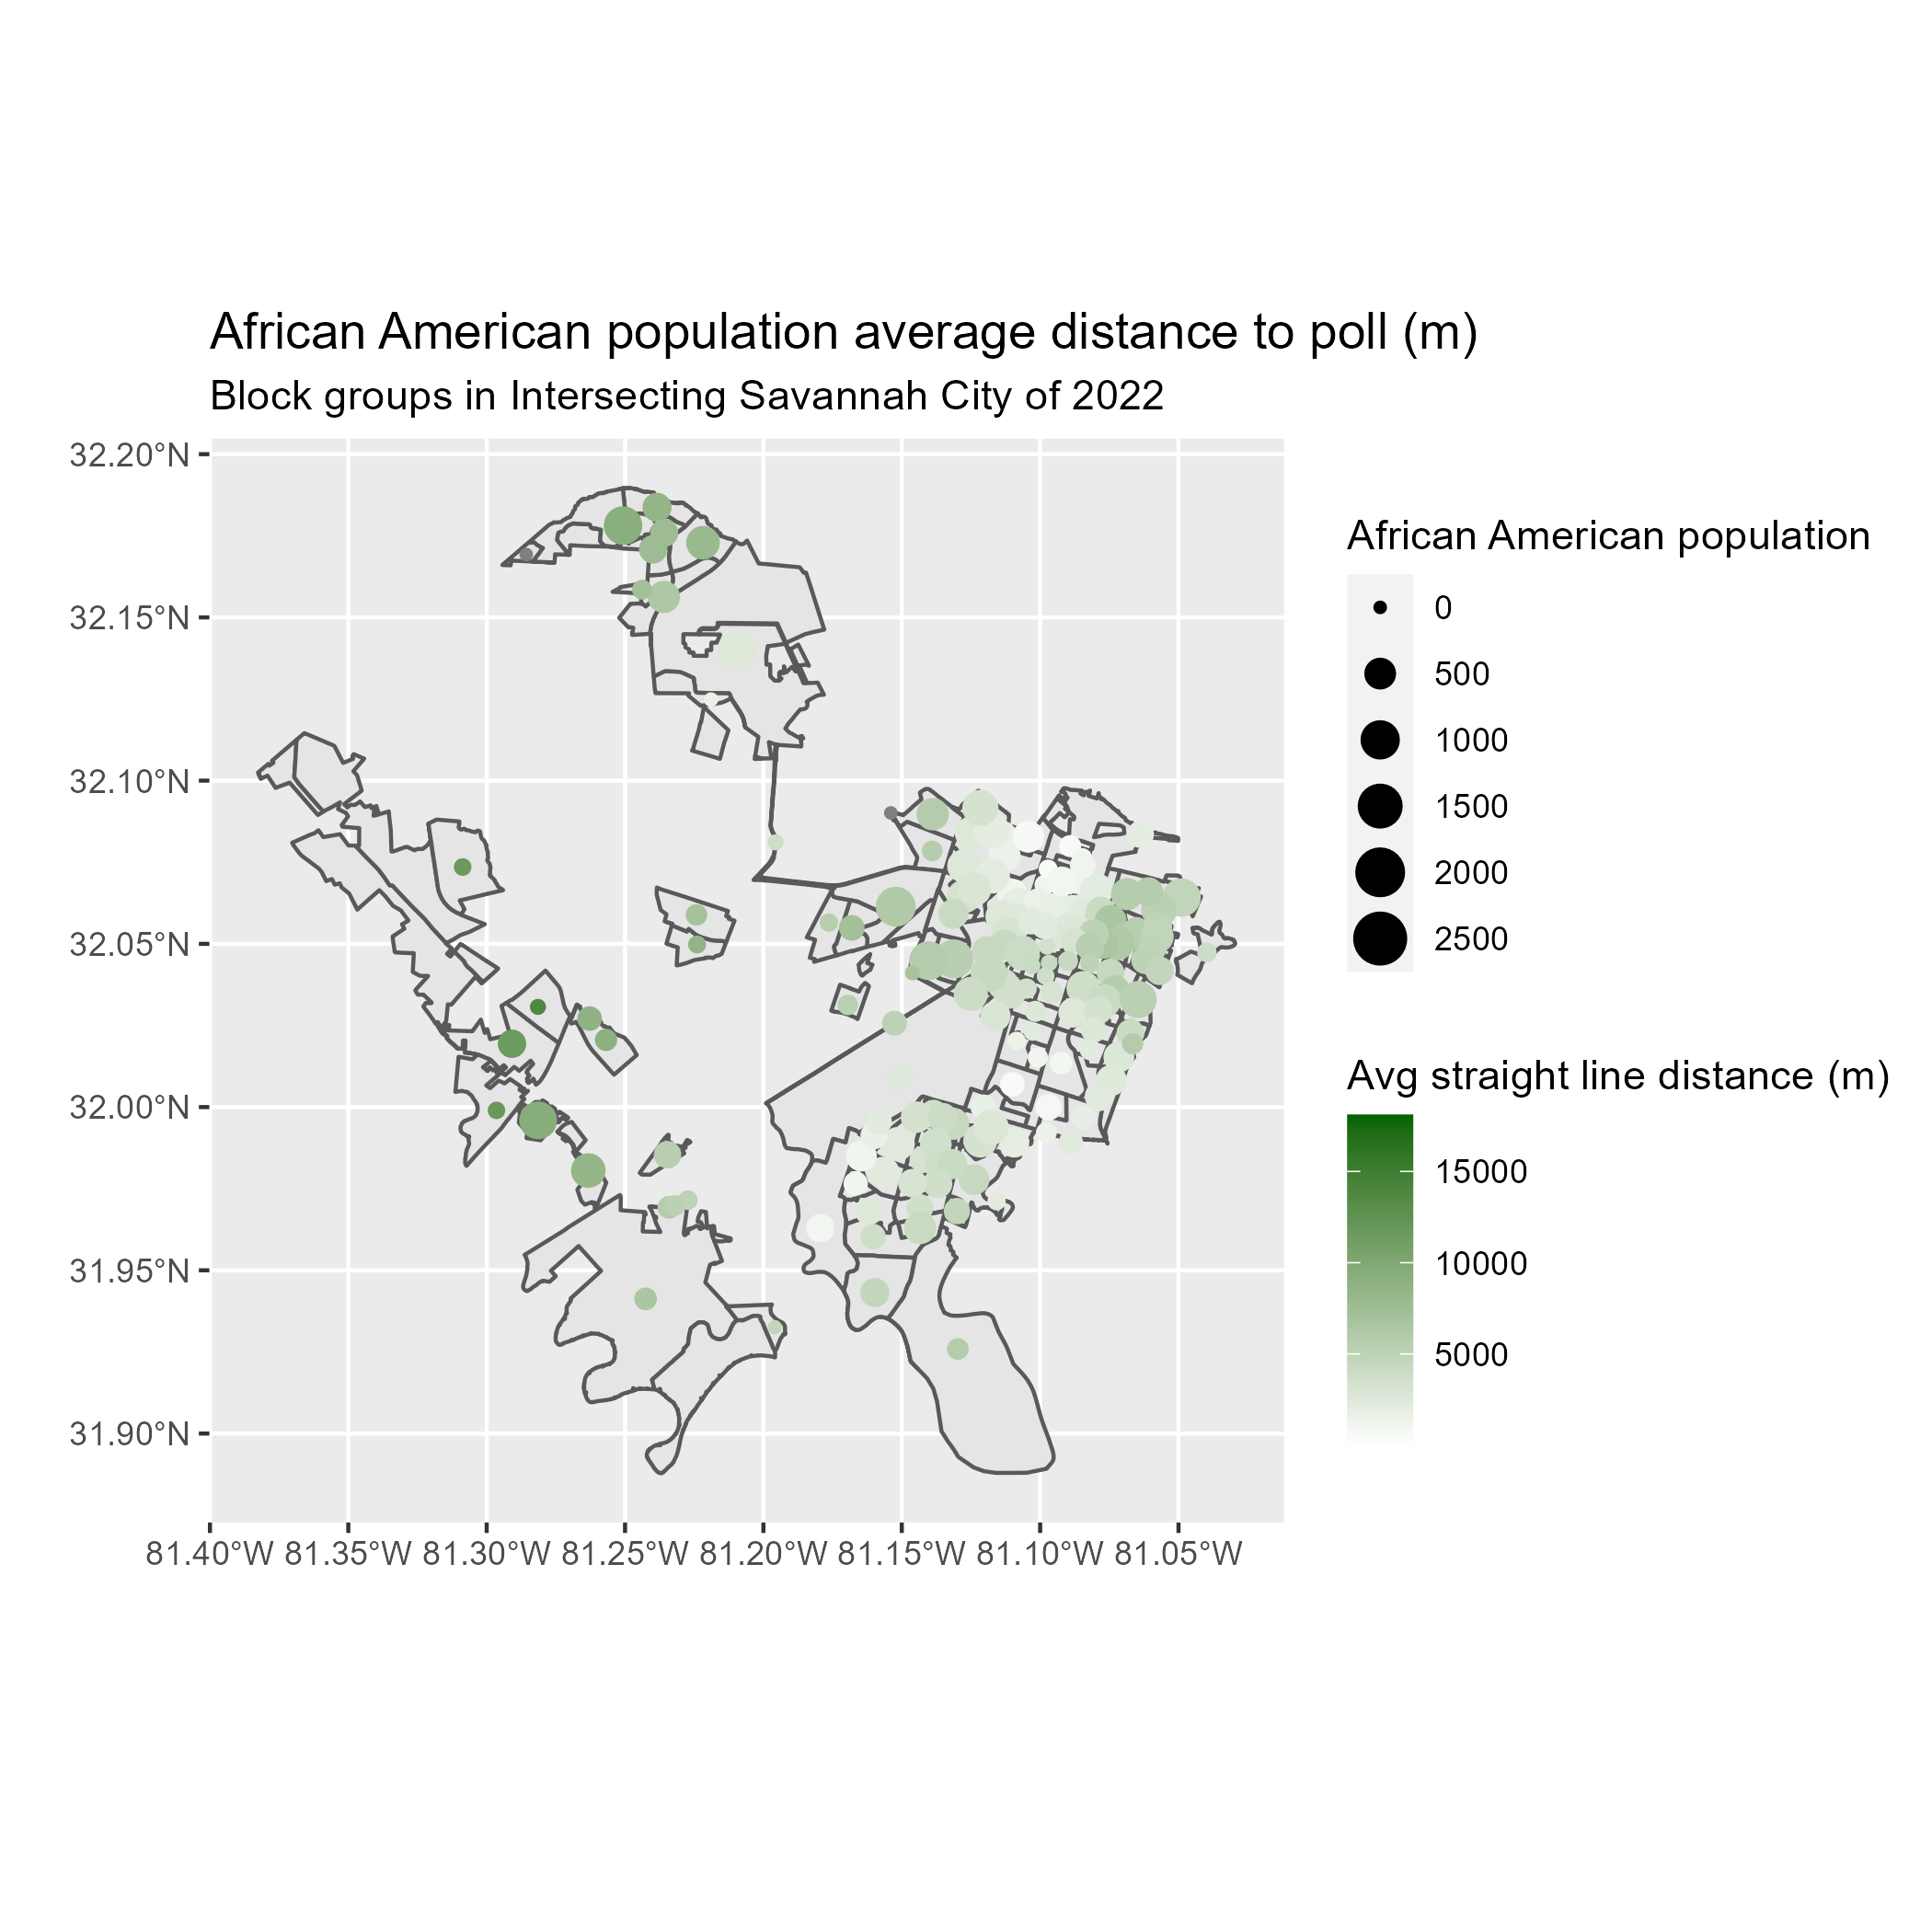 African American population average distance to poll (m)
Block groups in Intersecting Savannah City of 2022
32.20°N
32.15°N
32.10°N
32.05°N
32.00°N
31.95°N
31.90°N
81.40°W 81.35°W 81.30°W 81.25°W 81.20°W 81.15°W 81.10°W 81.05°W
African American population
0
500
1000
1500
2000
2500
Avg straight line distance (m)
15000
10000
5000